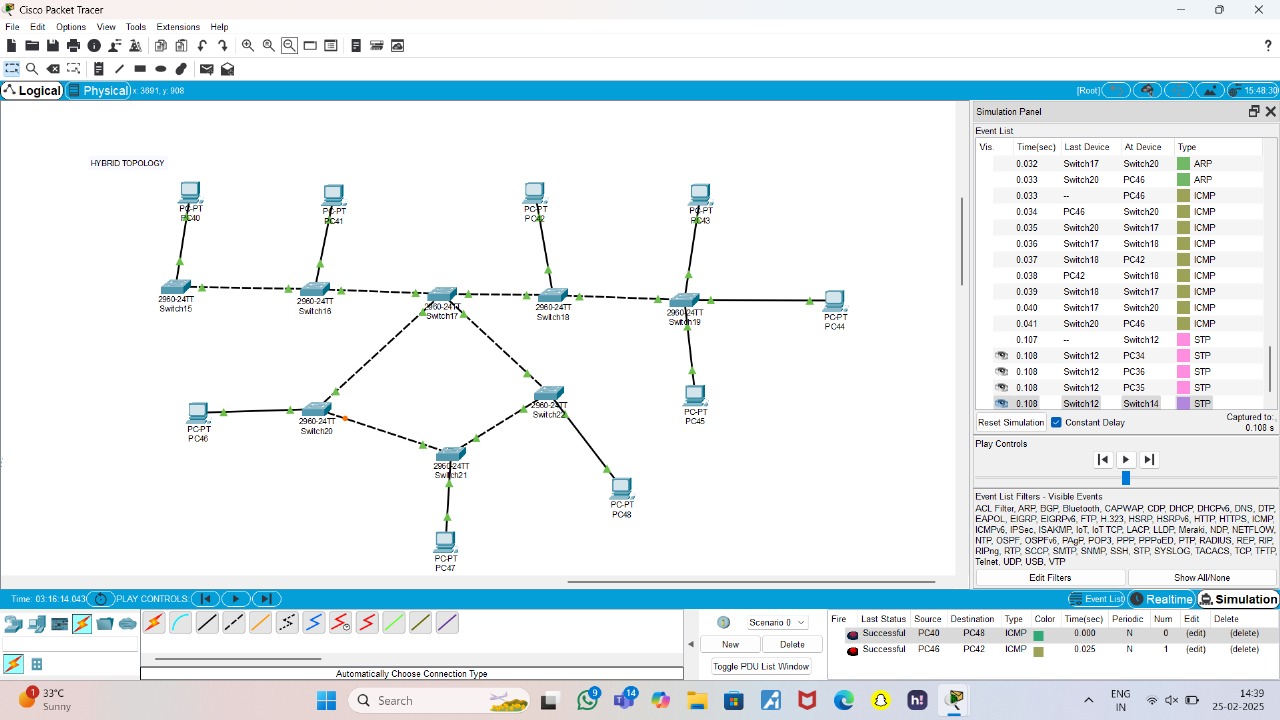 Cisco Packet Tracer
File Edit Options View Tools Extensions Help
Logical Physical x: 3691, y: 908 [Root] 15:48:30
HYBRID TOPOLOGY
PC-PT
PC40
PC-PT
PC41
PC-PT
PC42
PC-PT
PC43
2960-24TT
Switch15
2960-24TT
Switch16
2960-24TT
Switch17
2960-24TT
Switch18
2960-24TT
Switch19
PC-PT
PC44
PC-PT
PC46
2960-24TT
Switch20
2960-24TT
Switch22
PC-PT
PC45
2960-24TT
Switch21
PC-PT
PC48
PC-PT
PC47
Simulation Panel
Event List
Vis. Time(sec) Last Device At Device Type
0.032 Switch17 Switch20 ARP
0.033 Switch20 PC46 ARP
0.033 -- PC46 ICMP
0.034 PC46 Switch20 ICMP
0.035 Switch20 Switch17 ICMP
0.036 Switch17 Switch18 ICMP
0.037 Switch18 PC42 ICMP
0.038 PC42 Switch18 ICMP
0.039 Switch18 Switch17 ICMP
0.040 Switch17 Switch20 ICMP
0.041 Switch20 PC46 ICMP
0.107 -- Switch12 STP
0.108 Switch12 PC34 STP
0.108 Switch12 PC36 STP
0.108 Switch12 PC35 STP
0.108 Switch12 Switch14 STP
Reset Simulation Constant Delay Captured to:
0.108 s
Play Controls
Event List Filters - Visible Events
ACL Filter, ARP, BGP, Bluetooth, CAPWAP, CDP, DHCP, DHCPv6, DNS, DTP,
EAPOL, EIGRP, EIGRPv6, FTP, H.323, HSRP, HSRPv6, HTTP, HTTPS, ICMP,
ICMPv6, IPSec, ISAKMP, IoT, IoT TCP, LACP, LLDP, Meraki, NDP, NETFLOW,
NTP, OSPF, OSPFv6, PAgP, POP3, PPP, PPPoED, PTP, RADIUS, REP, RIP,
RIPng, RTP, SCCP, SMTP, SNMP, SSH, STP, SYSLOG, TACACS, TCP, TFTP,
Telnet, UDP, USB, VTP
Edit Filters Show All/None
Time: 03:16:14.043 PLAY CONTROLS: Event List Realtime Simulation
Automatically Choose Connection Type
Scenario 0
New Delete
Toggle PDU List Window
Fire Last Status Source Destination Type Color Time(sec) Periodic Num Edit Delete
Successful PC40 PC48 ICMP 0.000 N 0 (edit) (delete)
Successful PC46 PC42 ICMP 0.025 N 1 (edit) (delete)
1 33°C
Sunny
Search
9
14
h!
ENG
IN
14:39
25-02-2025